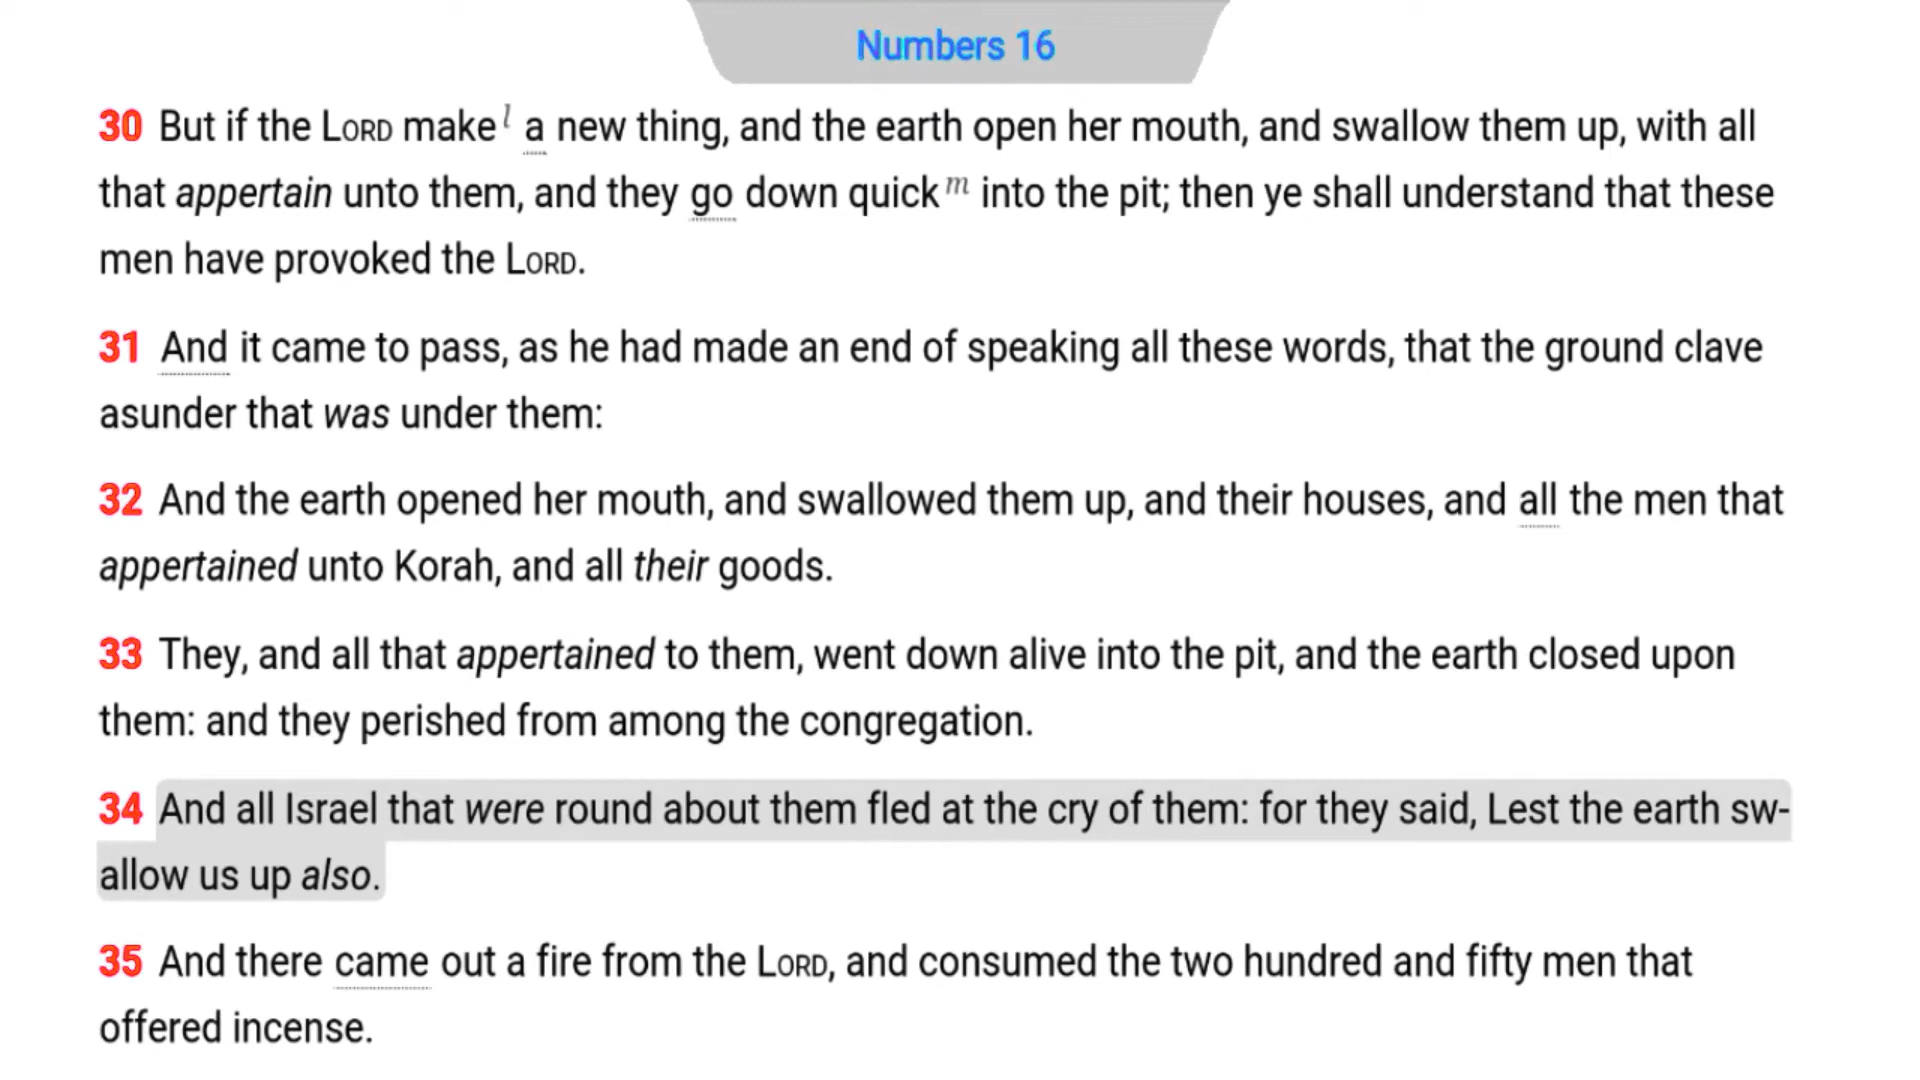 Numbers 16
30 But if the LORD make l a new thing, and the earth open her mouth, and swallow them up, with all
that appertain unto them, and they go down quick m into the pit; then ye shall understand that these
men have provoked the LORD.
31 And it came to pass, as he had made an end of speaking all these words, that the ground clave
asunder that was under them:
32 And the earth opened her mouth, and swallowed them up, and their houses, and all the men that
appertained unto Korah, and all their goods.
33 They, and all that appertained to them, went down alive into the pit, and the earth closed upon
them: and they perished from among the congregation.
34 And all Israel that were round about them fled at the cry of them: for they said, Lest the earth sw-
allow us up also.
35 And there came out a fire from the LORD, and consumed the two hundred and fifty men that
offered incense.